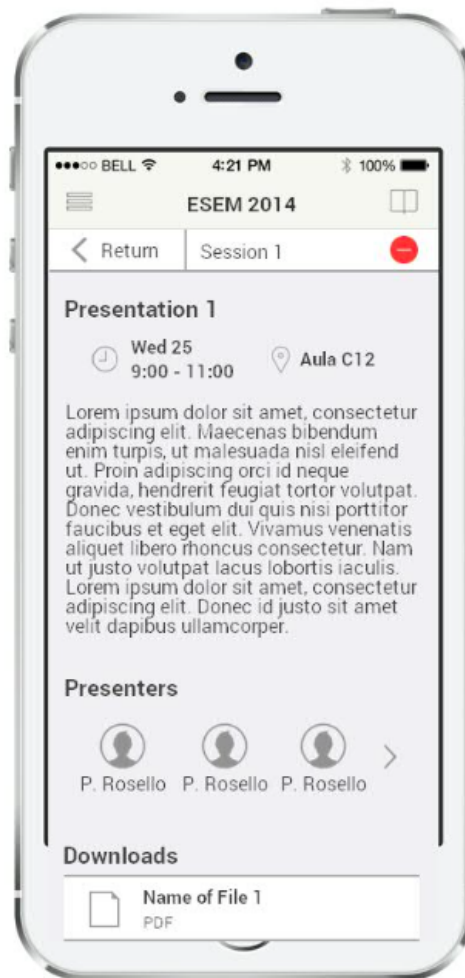 BELL 4:21 PM 100%
ESEM 2014
Return Session 1
Presentation 1
Wed 25
9:00 - 11:00 Aula C12
Lorem ipsum dolor sit amet, consectetur
adipiscing elit. Maecenas bibendum
enim turpis, ut malesuada nisl eleifend
ut. Proin adipiscing orci id neque
gravida, hendrerit feugiat tortor volutpat.
Donec vestibulum dui quis nisi porttitor
faucibus et eget elit. Vivamus venenatis
aliquet libero rhoncus consectetur. Nam
ut justo volutpat lacus lobortis iaculis.
Lorem ipsum dolor sit amet, consectetur
adipiscing elit. Donec id justo sit amet
velit dapibus ullamcorper.
Presenters
P. Rosello P. Rosello P. Rosello
Downloads
Name of File 1
PDF